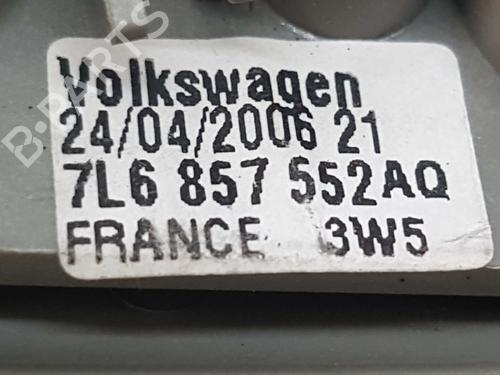 Volkswagen
24/04/2006 21
7L6 857 552AQ
FRANCE 3W5
B-PARTS